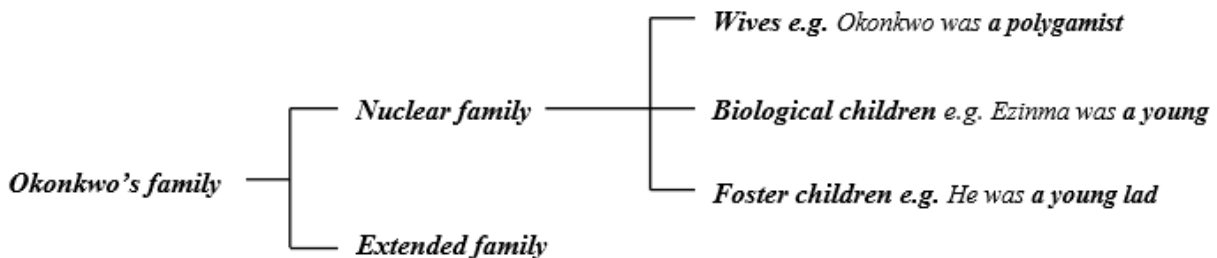 Wives e.g. Okonkwo was a polygamist
Nuclear family
Biological children e.g. Ezinma was a young
Okonkwo's family
Foster children e.g. He was a young lad
Extended family